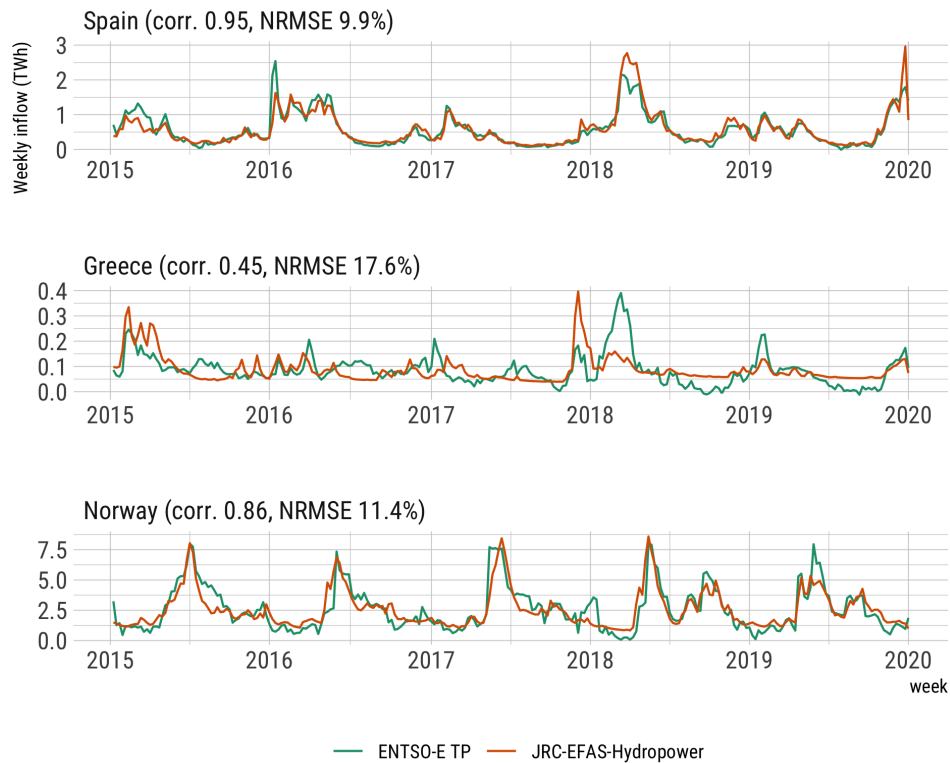 Spain (corr. 0.95, NRMSE 9.9%)
Weekly inflow (TWh)
3
2
1
0
2015 2016 2017 2018 2019 2020
Greece (corr. 0.45, NRMSE 17.6%)
0.4
0.3
0.2
0.1
0.0
2015 2016 2017 2018 2019 2020
Norway (corr. 0.86, NRMSE 11.4%)
7.5
5.0
2.5
0.0
2015 2016 2017 2018 2019 2020
week
ENTSO-E TP JRC-EFAS-Hydropower